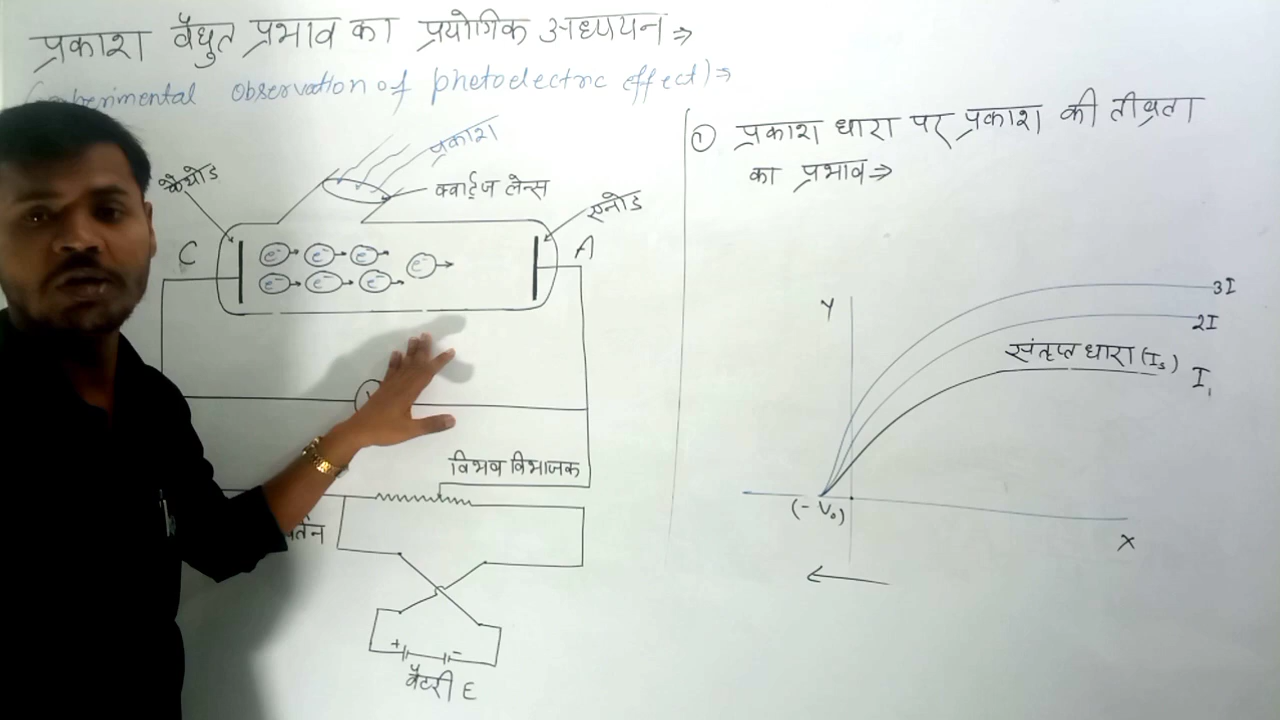 प्रकाश वैधुत प्रभाव का प्रयोगिक अध्ययन ⇒
observation of photoelectric effect) ⇒
प्रकाश
कैथोड
क्वार्ट्ज लेन्स
एनोड
C
A
e⁻ e⁻ e⁻ e⁻
e⁻ e⁻ e⁻
विभव विभाजक
+ -
बैटरी E
① प्रकाश धारा पर प्रकाश की तीव्रता
का प्रभाव ⇒
Y
3I
2I
संतृप्त धारा (Is)
I
(- V₀)
X